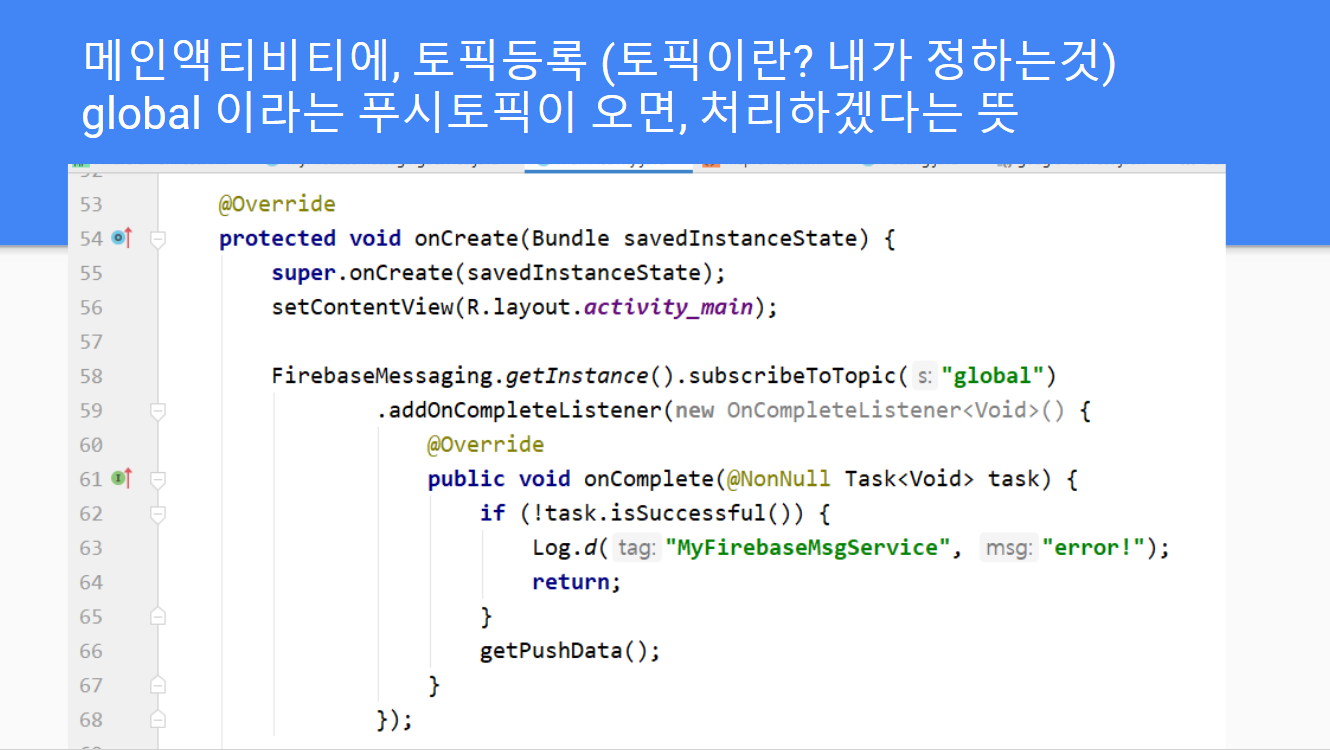 메인액티비티에, 토픽등록 (토픽이란? 내가 정하는것)
global 이라는 푸시토픽이 오면, 처리하겠다는 뜻
53 @Override
54 protected void onCreate(Bundle savedInstanceState) {
55 super.onCreate(savedInstanceState);
56 setContentView(R.layout.activity_main);
57
58 FirebaseMessaging.getInstance().subscribeToTopic( s: "global")
59 .addOnCompleteListener(new OnCompleteListener<Void>() {
60 @Override
61 public void onComplete(@NonNull Task<Void> task) {
62 if (!task.isSuccessful()) {
63 Log.d( tag: "MyFirebaseMsgService", msg: "error!");
64 return;
65 }
66 getPushData();
67 }
68 });